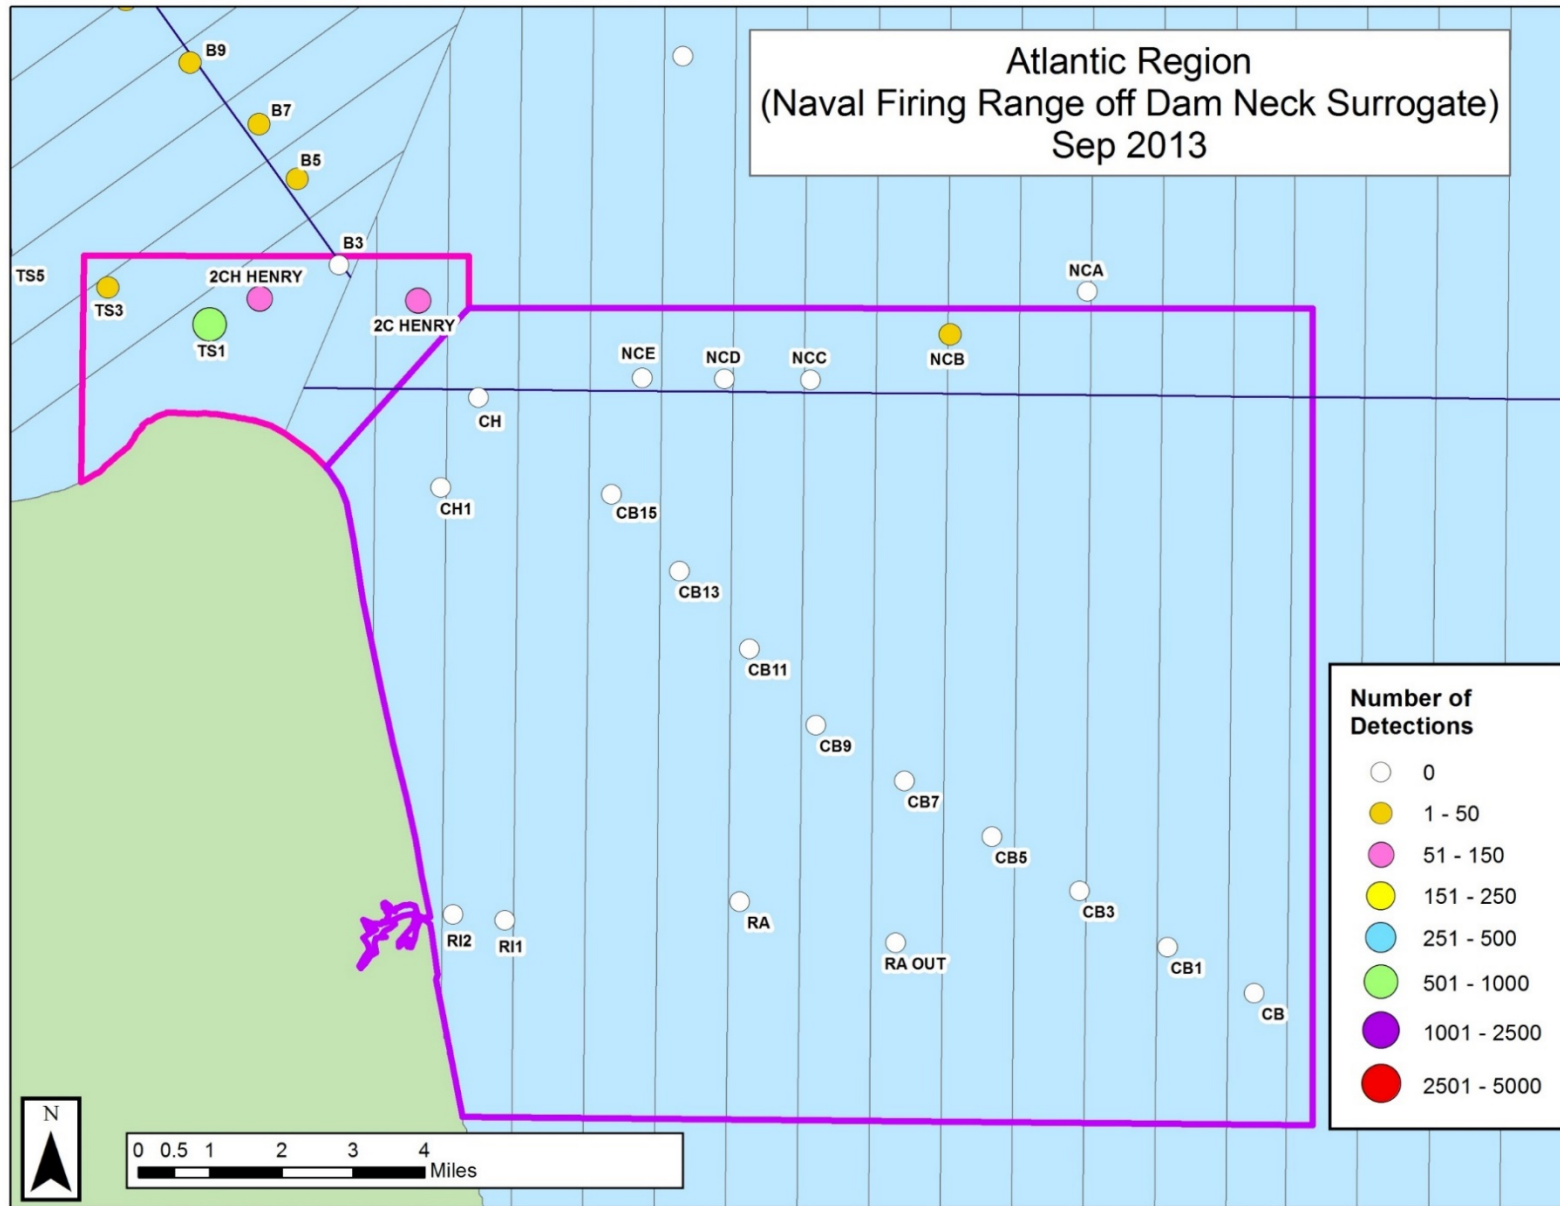 Atlantic Region
(Naval Firing Range off Dam Neck Surrogate)
Sep 2013
B9
B7
B5
B3
TS5
2CH HENRY
TS3
2C HENRY
TS1
NCA
NCB
NCE
NCD
NCC
CH
CH1
CB15
CB13
CB11
CB9
CB7
CB5
CB3
RA
RI2
RI1
RA OUT
CB1
CB
Number of
Detections
0
1 - 50
51 - 150
151 - 250
251 - 500
501 - 1000
1001 - 2500
2501 - 5000
N
0 0.5 1 2 3 4
Miles